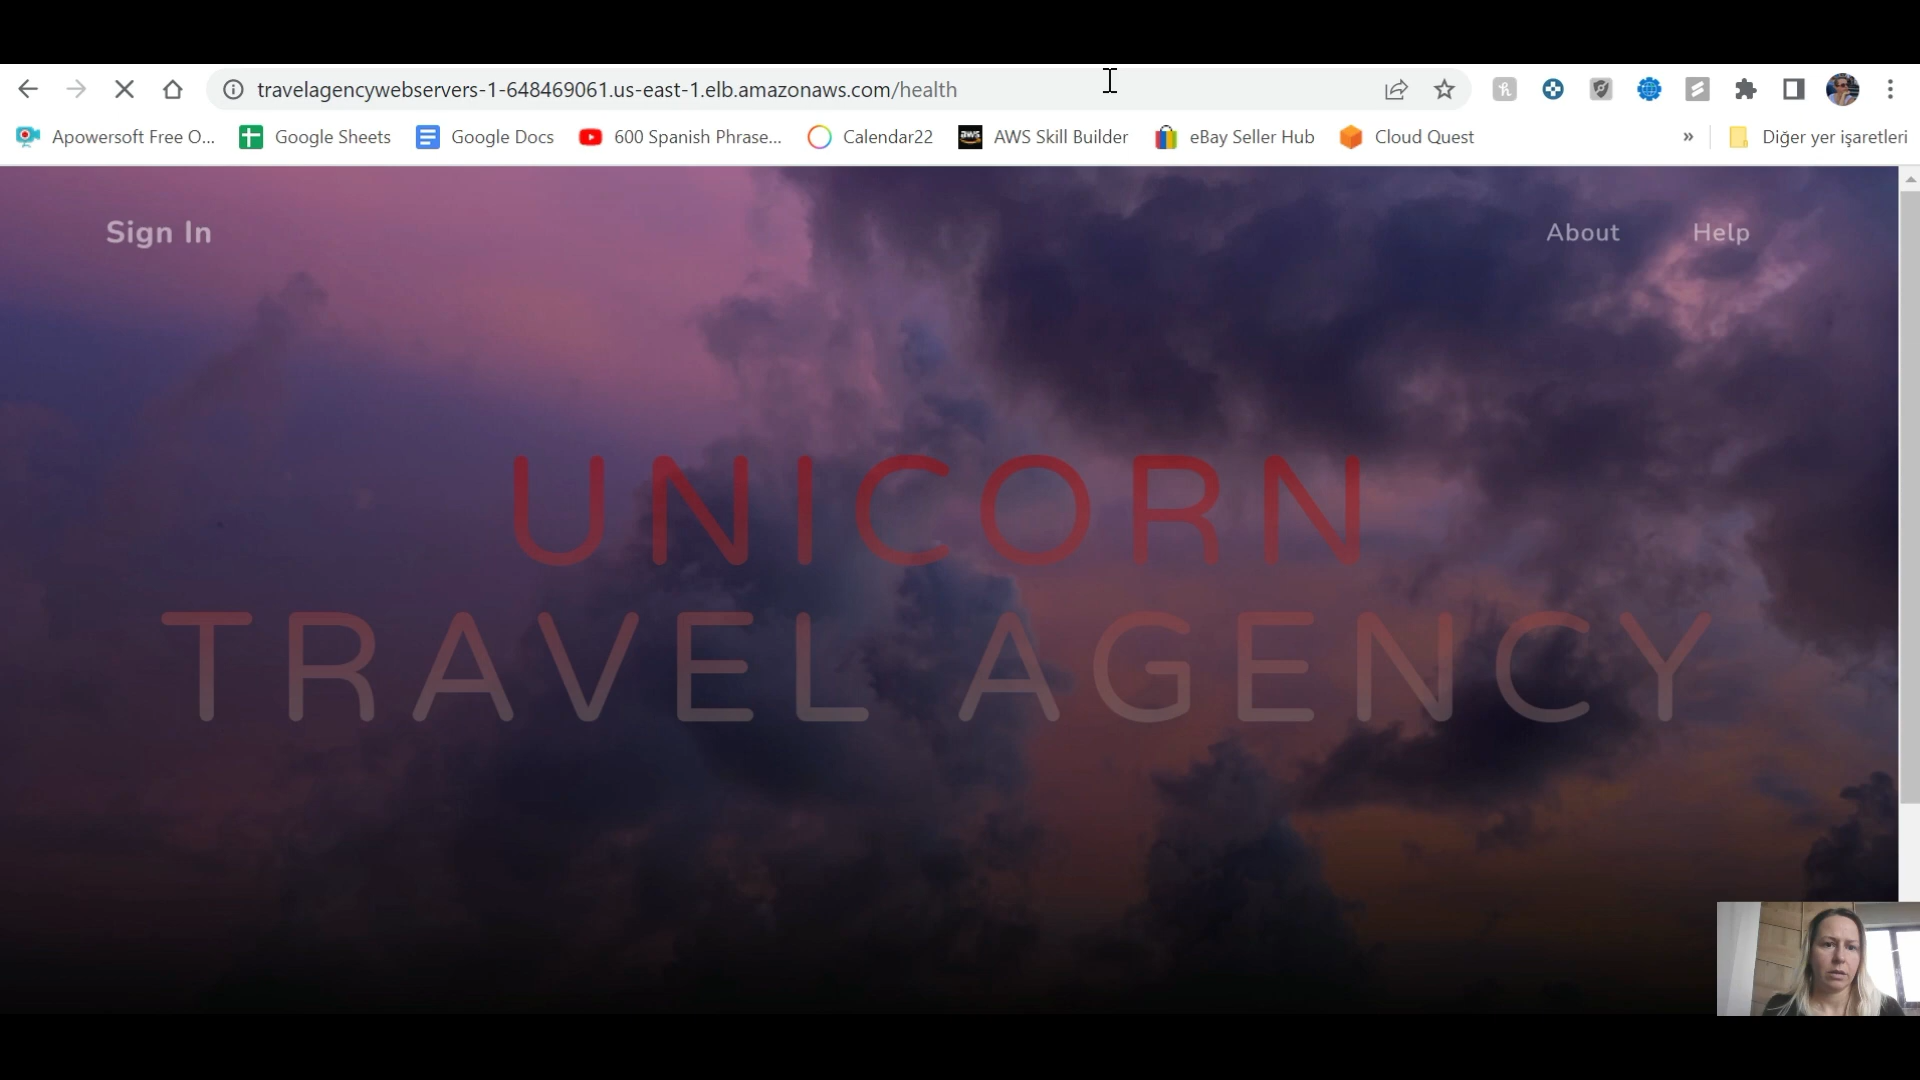 travelagencywebservers-1-648469061.us-east-1.elb.amazonaws.com/health
Apowersoft Free O... Google Sheets Google Docs 600 Spanish Phrase... Calendar22 aws AWS Skill Builder eBay Seller Hub Cloud Quest » Diğer yer işaretleri
Sign In About Help
UNICORN
TRAVEL AGENCY